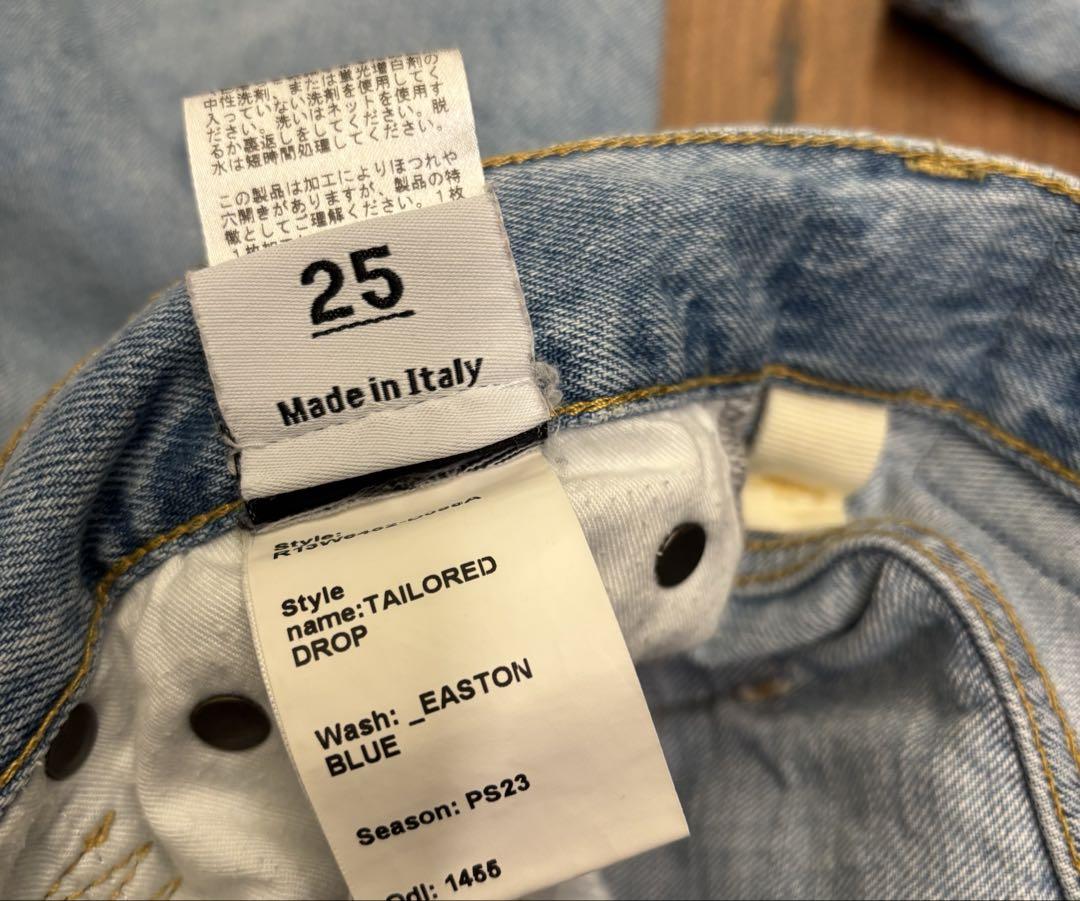 または蛍光増白剤の
中性洗剤、
入っていない洗剤を使用してく
ださい。洗いはネットを使用す
るか裏返しをしてください。脱
水は短時間処理してください。
この製品は加工によりほつれや
穴開きがありますが、製品の特
徴としてご理解ください。1枚
25
Made in Italy
Style:
Style
name:TAILORED
DROP
Wash: _EASTON
BLUE
Season: PS23
Odl: 1455